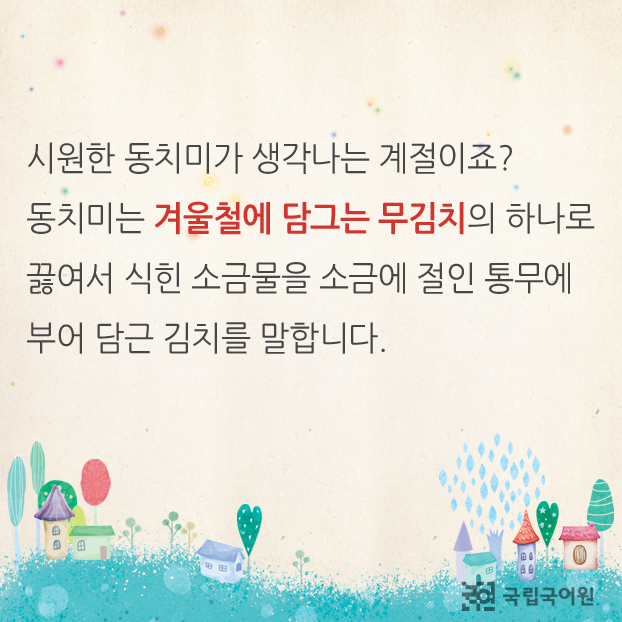 시원한 동치미가 생각나는 계절이죠?
동치미는 겨울철에 담그는 무김치의 하나로
끓여서 식힌 소금물을 소금에 절인 통무에
부어 담근 김치를 말합니다.
국립국어원